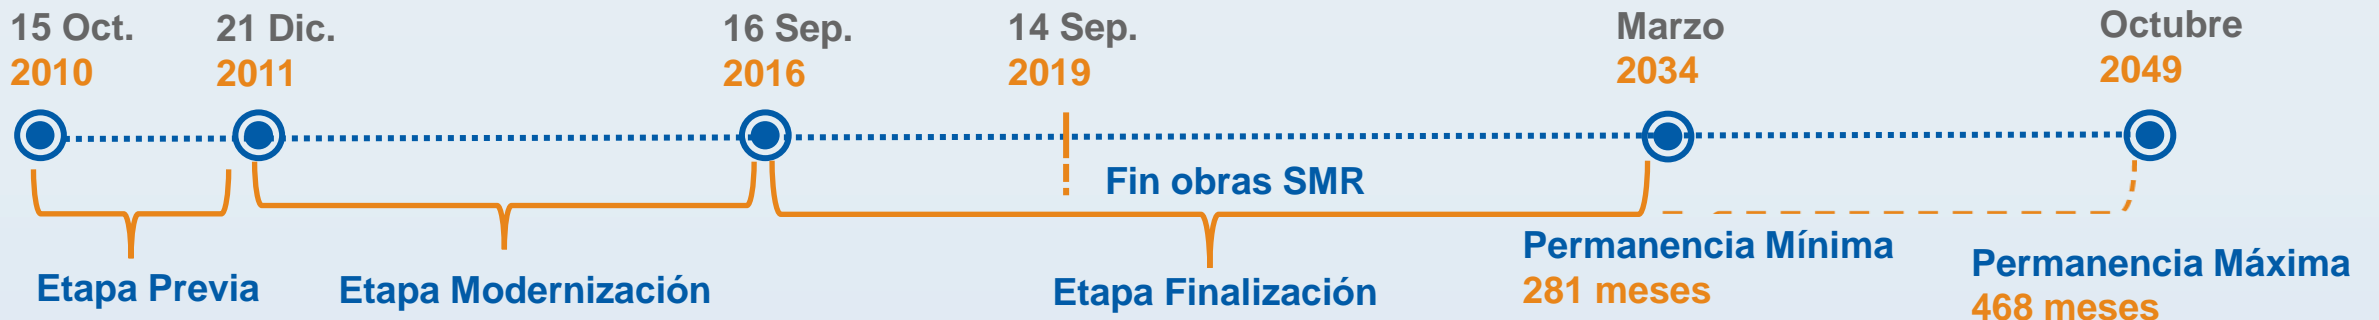 15 Oct.
2010
21 Dic.
2011
16 Sep.
2016
14 Sep.
2019
Marzo
2034
Octubre
2049
Fin obras SMR
Etapa Previa
Etapa Modernización
Etapa Finalización
Permanencia Mínima
281 meses
Permanencia Máxima
468 meses